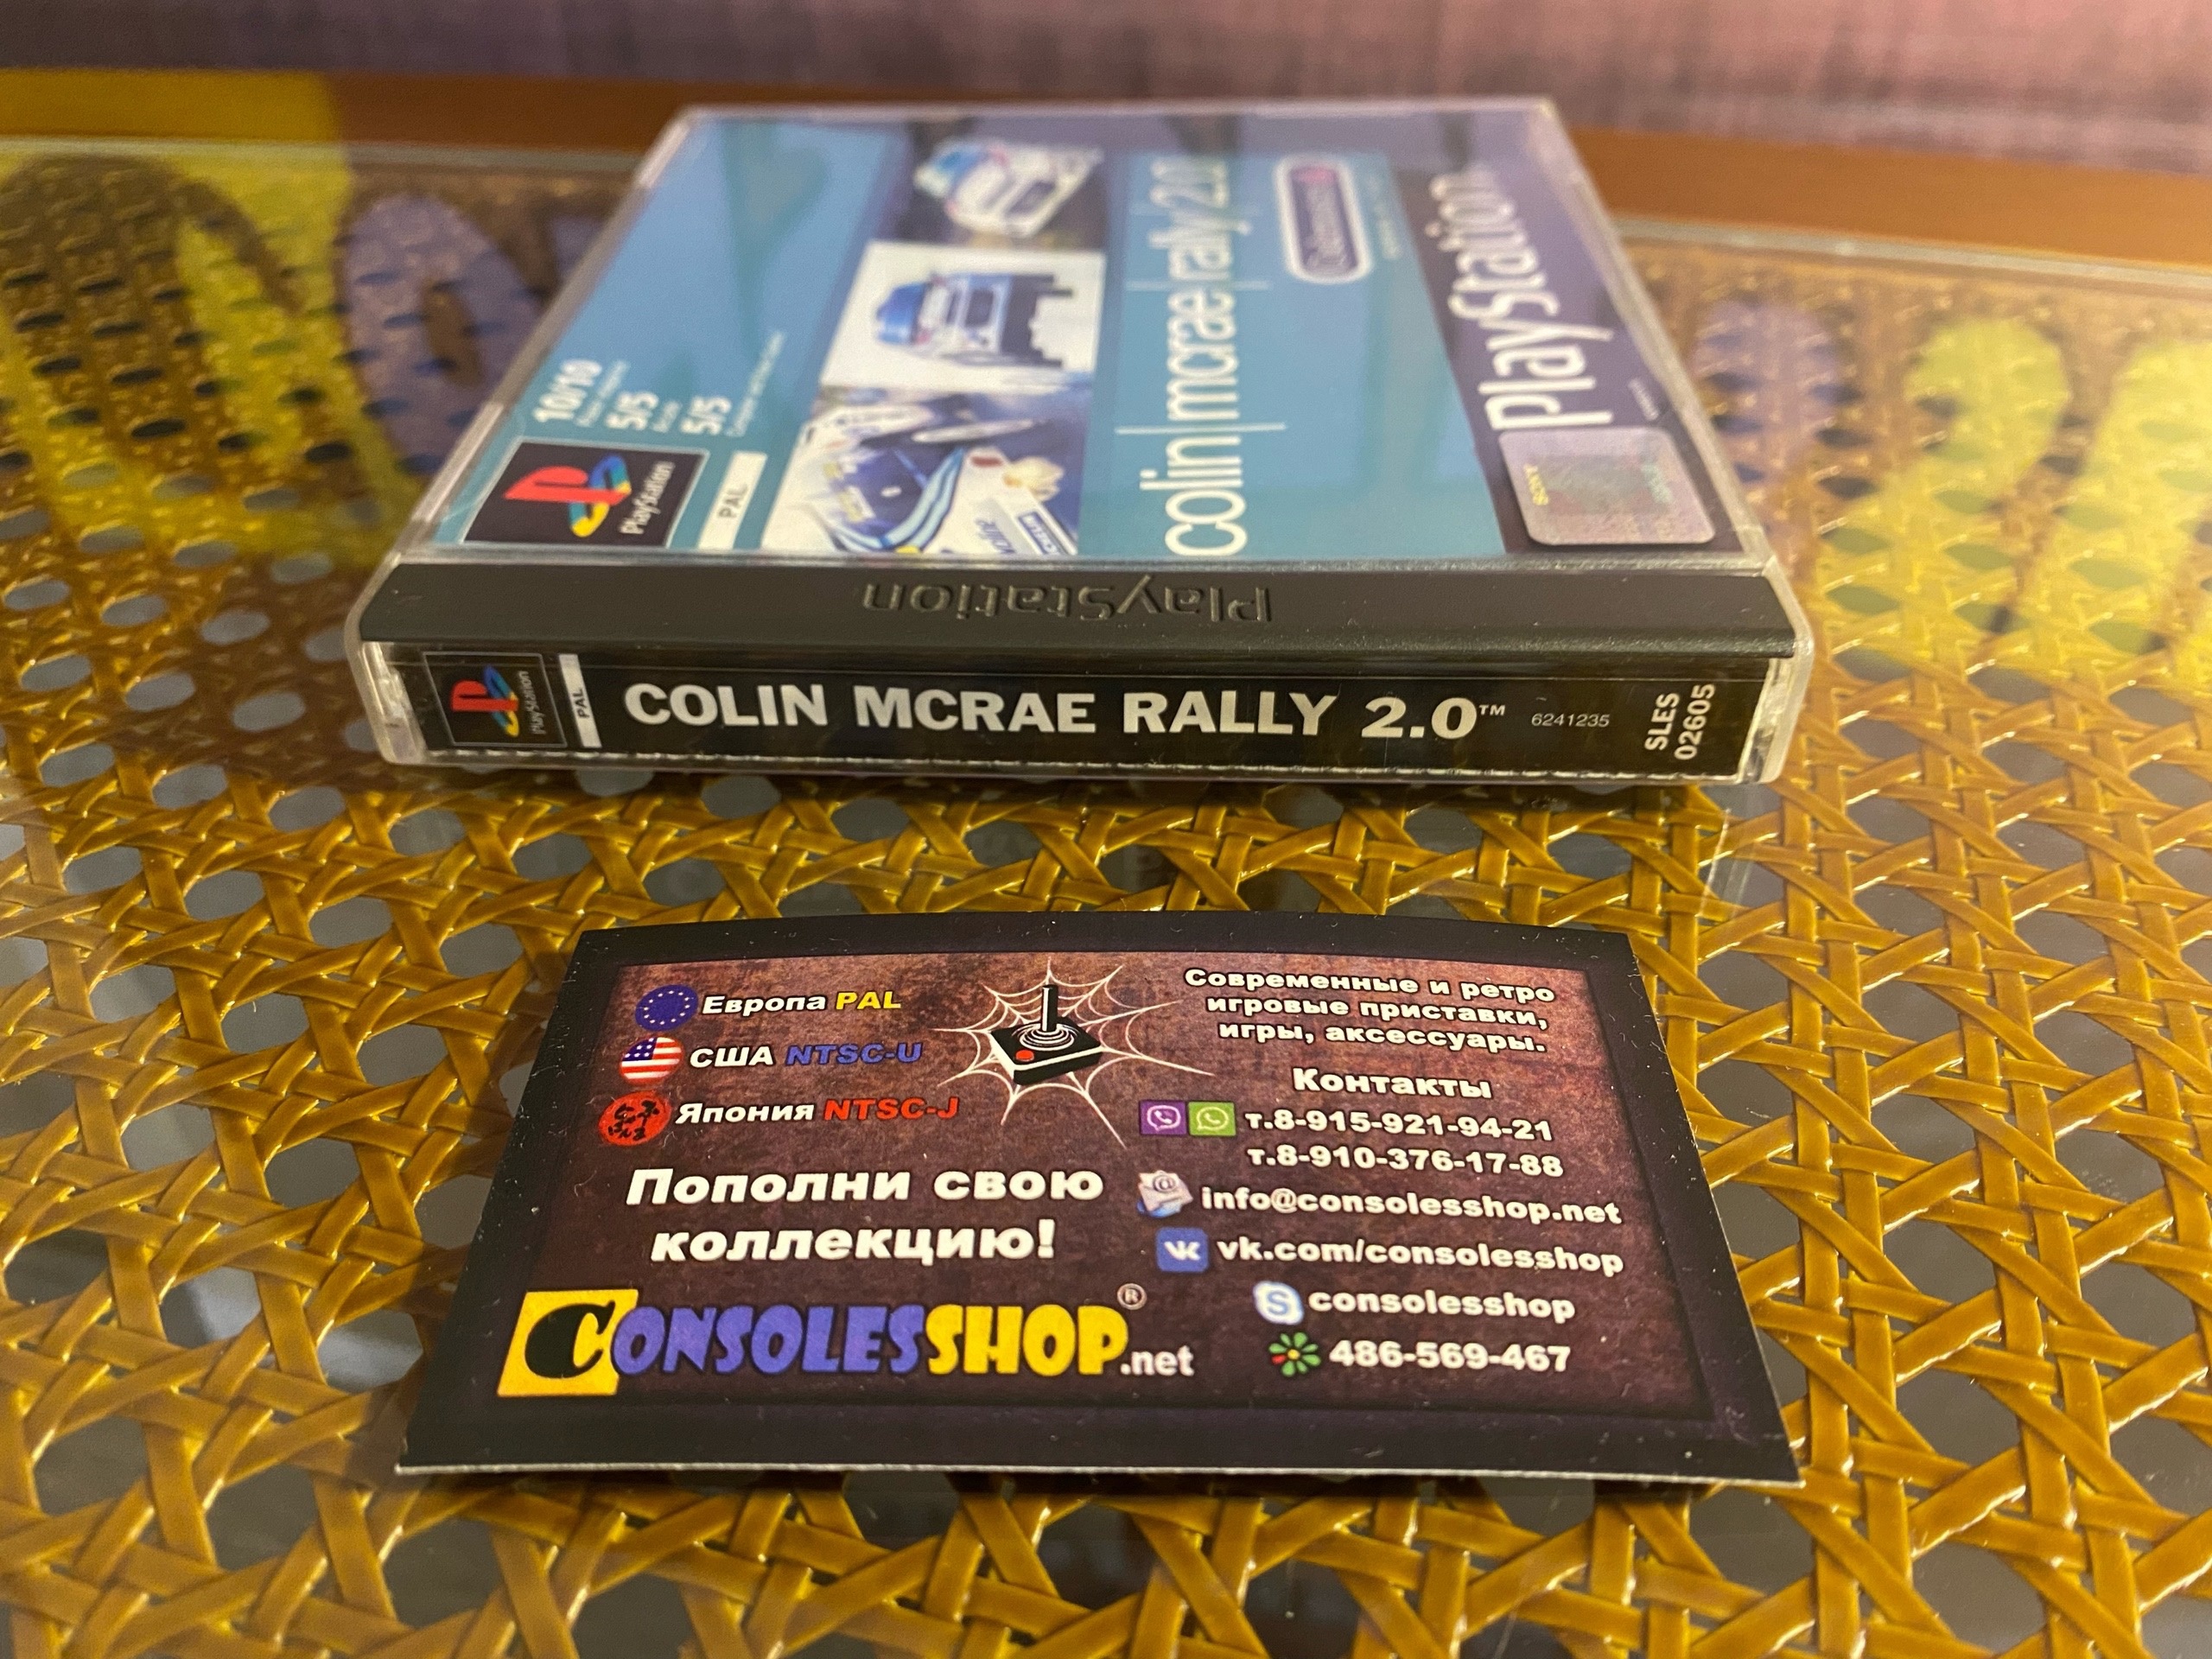 10/10
5/5
5/5
PlayStation
PAL
colin mcrae rally 2.0
Codemasters
PlayStation
SONY
PlayStation
PlayStation
PAL
COLIN MCRAE RALLY 2.0™ 6241235
SLES
02605
Европа PAL
США NTSC-U
Япония NTSC-J
Пополни свою
коллекцию!
CONSOLESSHOP®.net
Современные и ретро
игровые приставки,
игры, аксессуары.
Контакты
т.8-915-921-94-21
т.8-910-376-17-88
info@consolesshop.net
vk.com/consolesshop
consolesshop
486-569-467